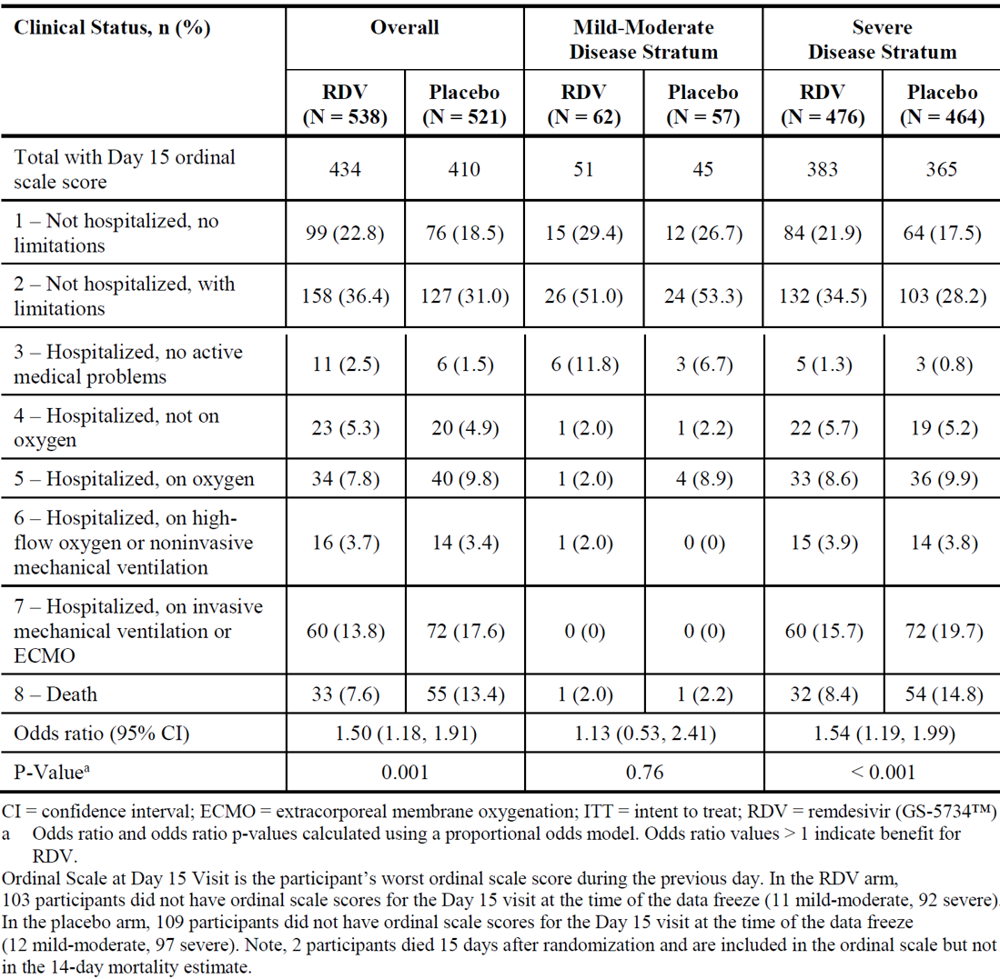 Clinical Status, n (%) Overall Mild-Moderate Disease Stratum Severe Disease Stratum
RDV (N = 538) Placebo (N = 521) RDV (N = 62) Placebo (N = 57) RDV (N = 476) Placebo (N = 464)
Total with Day 15 ordinal scale score 434 410 51 45 383 365
1 – Not hospitalized, no limitations 99 (22.8) 76 (18.5) 15 (29.4) 12 (26.7) 84 (21.9) 64 (17.5)
2 – Not hospitalized, with limitations 158 (36.4) 127 (31.0) 26 (51.0) 24 (53.3) 132 (34.5) 103 (28.2)
3 – Hospitalized, no active medical problems 11 (2.5) 6 (1.5) 6 (11.8) 3 (6.7) 5 (1.3) 3 (0.8)
4 – Hospitalized, not on oxygen 23 (5.3) 20 (4.9) 1 (2.0) 1 (2.2) 22 (5.7) 19 (5.2)
5 – Hospitalized, on oxygen 34 (7.8) 40 (9.8) 1 (2.0) 4 (8.9) 33 (8.6) 36 (9.9)
6 – Hospitalized, on high-flow oxygen or noninvasive mechanical ventilation 16 (3.7) 14 (3.4) 1 (2.0) 0 (0) 15 (3.9) 14 (3.8)
7 – Hospitalized, on invasive mechanical ventilation or ECMO 60 (13.8) 72 (17.6) 0 (0) 0 (0) 60 (15.7) 72 (19.7)
8 – Death 33 (7.6) 55 (13.4) 1 (2.0) 1 (2.2) 32 (8.4) 54 (14.8)
Odds ratio (95% CI) 1.50 (1.18, 1.91) 1.13 (0.53, 2.41) 1.54 (1.19, 1.99)
P-Valueᵃ 0.001 0.76 < 0.001
CI = confidence interval; ECMO = extracorporeal membrane oxygenation; ITT = intent to treat; RDV = remdesivir (GS-5734™)
a Odds ratio and odds ratio p-values calculated using a proportional odds model. Odds ratio values > 1 indicate benefit for
RDV.
Ordinal Scale at Day 15 Visit is the participant's worst ordinal scale score during the previous day. In the RDV arm,
103 participants did not have ordinal scale scores for the Day 15 visit at the time of the data freeze (11 mild-moderate, 92 severe).
In the placebo arm, 109 participants did not have ordinal scale scores for the Day 15 visit at the time of the data freeze
(12 mild-moderate, 97 severe). Note, 2 participants died 15 days after randomization and are included in the ordinal scale but not
in the 14-day mortality estimate.